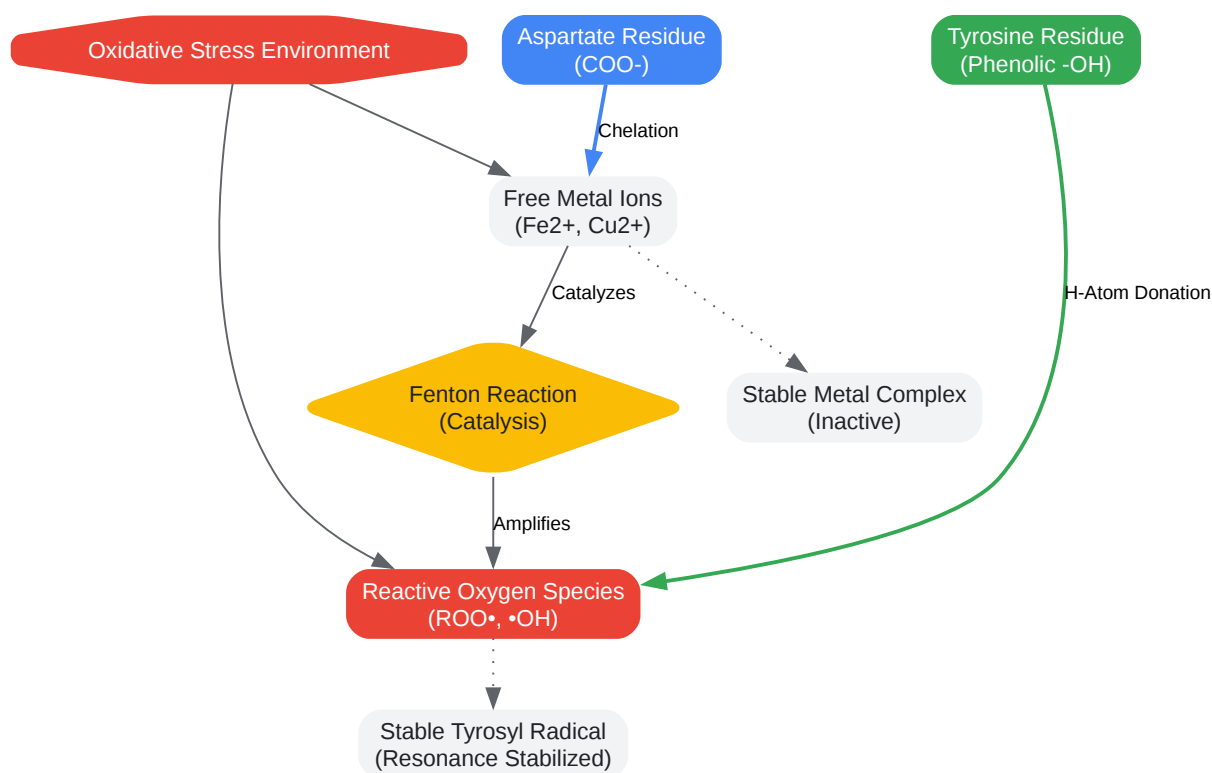 Oxidative Stress Environment
Aspartate Residue
(COO-)
Tyrosine Residue
(Phenolic -OH)
Chelation
Free Metal Ions
(Fe2+, Cu2+)
Catalyzes
H-Atom Donation
Fenton Reaction
(Catalysis)
Stable Metal Complex
(Inactive)
Amplifies
Reactive Oxygen Species
(ROO•, •OH)
Stable Tyrosyl Radical
(Resonance Stabilized)